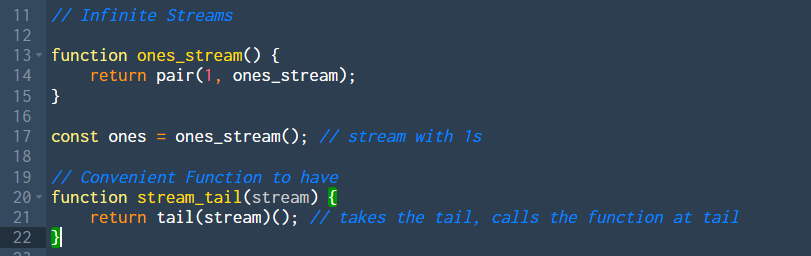 11 // Infinite Streams
12
13 function ones_stream() {
14     return pair(1, ones_stream);
15 }
16
17 const ones = ones_stream(); // stream with 1s
18
19 // Convenient Function to have
20 function stream_tail(stream) {
21     return tail(stream)(); // takes the tail, calls the function at tail
22 }